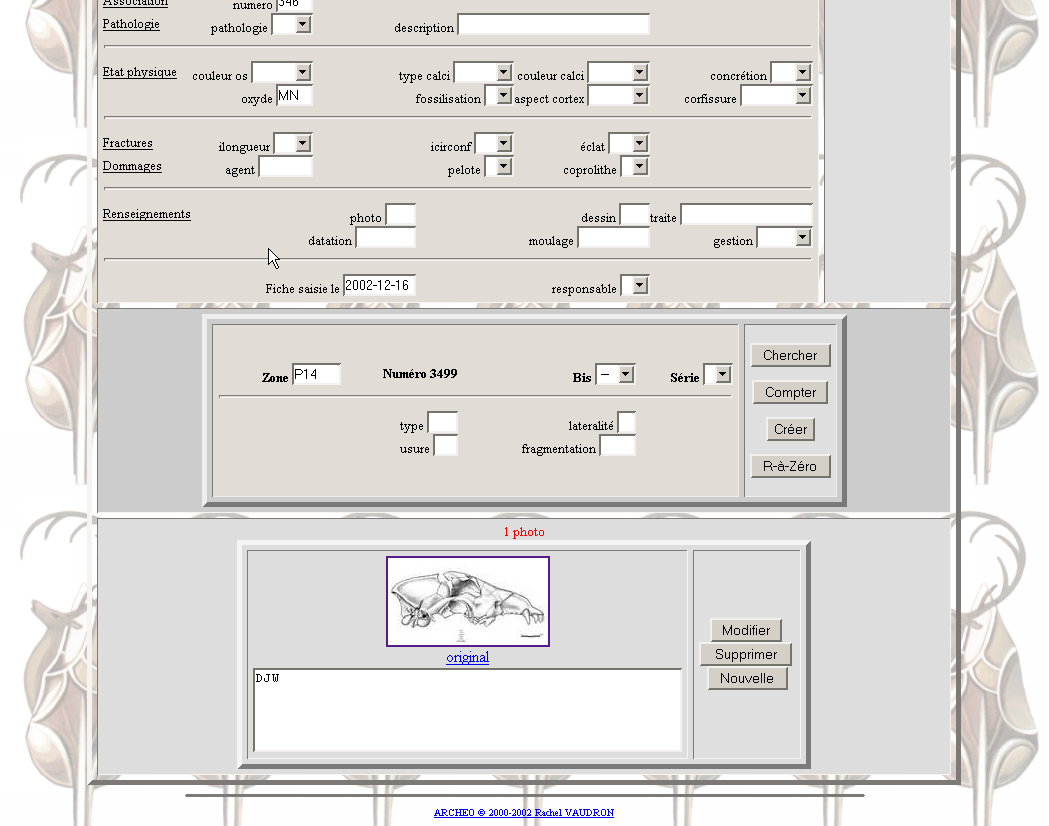 Association numero 346
Pathologie pathologie description
Etat physique couleur os type calci couleur calci concrétion
oxyde MN fossilisation aspect cortex corfissure
Fractures ilongueur icirconf éclat
Dommages agent pelote coprolithe
Renseignements photo dessin traite
datation moulage gestion
Fiche saisie le 2002-12-16 responsable
Zone P14 Numéro 3499 Bis – Série
type lateralité
usure fragmentation
Chercher
Compter
Créer
R-à-Zéro
1 photo
original
DJW
Modifier
Supprimer
Nouvelle
ARCHEO © 2000-2002 Rachel VAUDRON